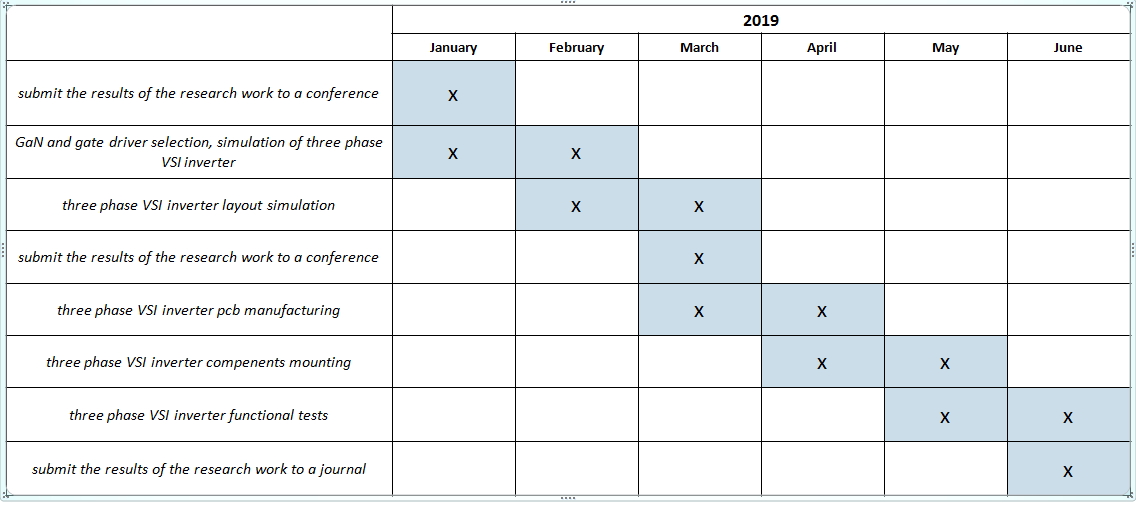 2019
January February March April May June
submit the results of the research work to a conference X
GaN and gate driver selection, simulation of three phase
VSI inverter X X
three phase VSI inverter layout simulation X X
submit the results of the research work to a conference X
three phase VSI inverter pcb manufacturing X X
three phase VSI inverter compenents mounting X X
three phase VSI inverter functional tests X X
submit the results of the research work to a journal X